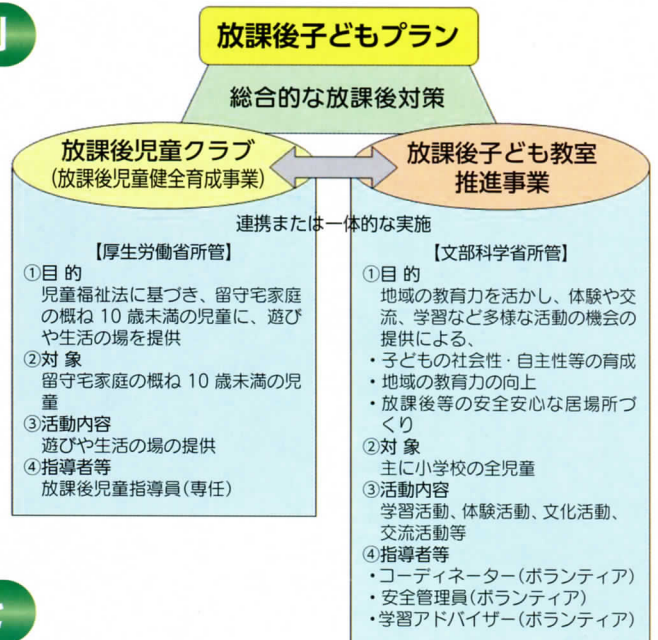 放課後子どもプラン
総合的な放課後対策
放課後児童クラブ
(放課後児童健全育成事業)
放課後子ども教室
推進事業
連携または一体的な実施
【厚生労働省所管】
①目 的
児童福祉法に基づき、留守宅家庭
の概ね 10 歳未満の児童に、遊び
や生活の場を提供
②対 象
留守宅家庭の概ね 10 歳未満の児
童
③活動内容
遊びや生活の場の提供
④指導者等
放課後児童指導員(専任)
【文部科学省所管】
①目 的
地域の教育力を活かし、体験や交
流、学習など多様な活動の機会の
提供による、
・子どもの社会性・自主性等の育成
・地域の教育力の向上
・放課後等の安全安心な居場所づ
くり
②対 象
主に小学校の全児童
③活動内容
学習活動、体験活動、文化活動、
交流活動等
④指導者等
・コーディネーター(ボランティア)
・安全管理員(ボランティア)
・学習アドバイザー(ボランティア)